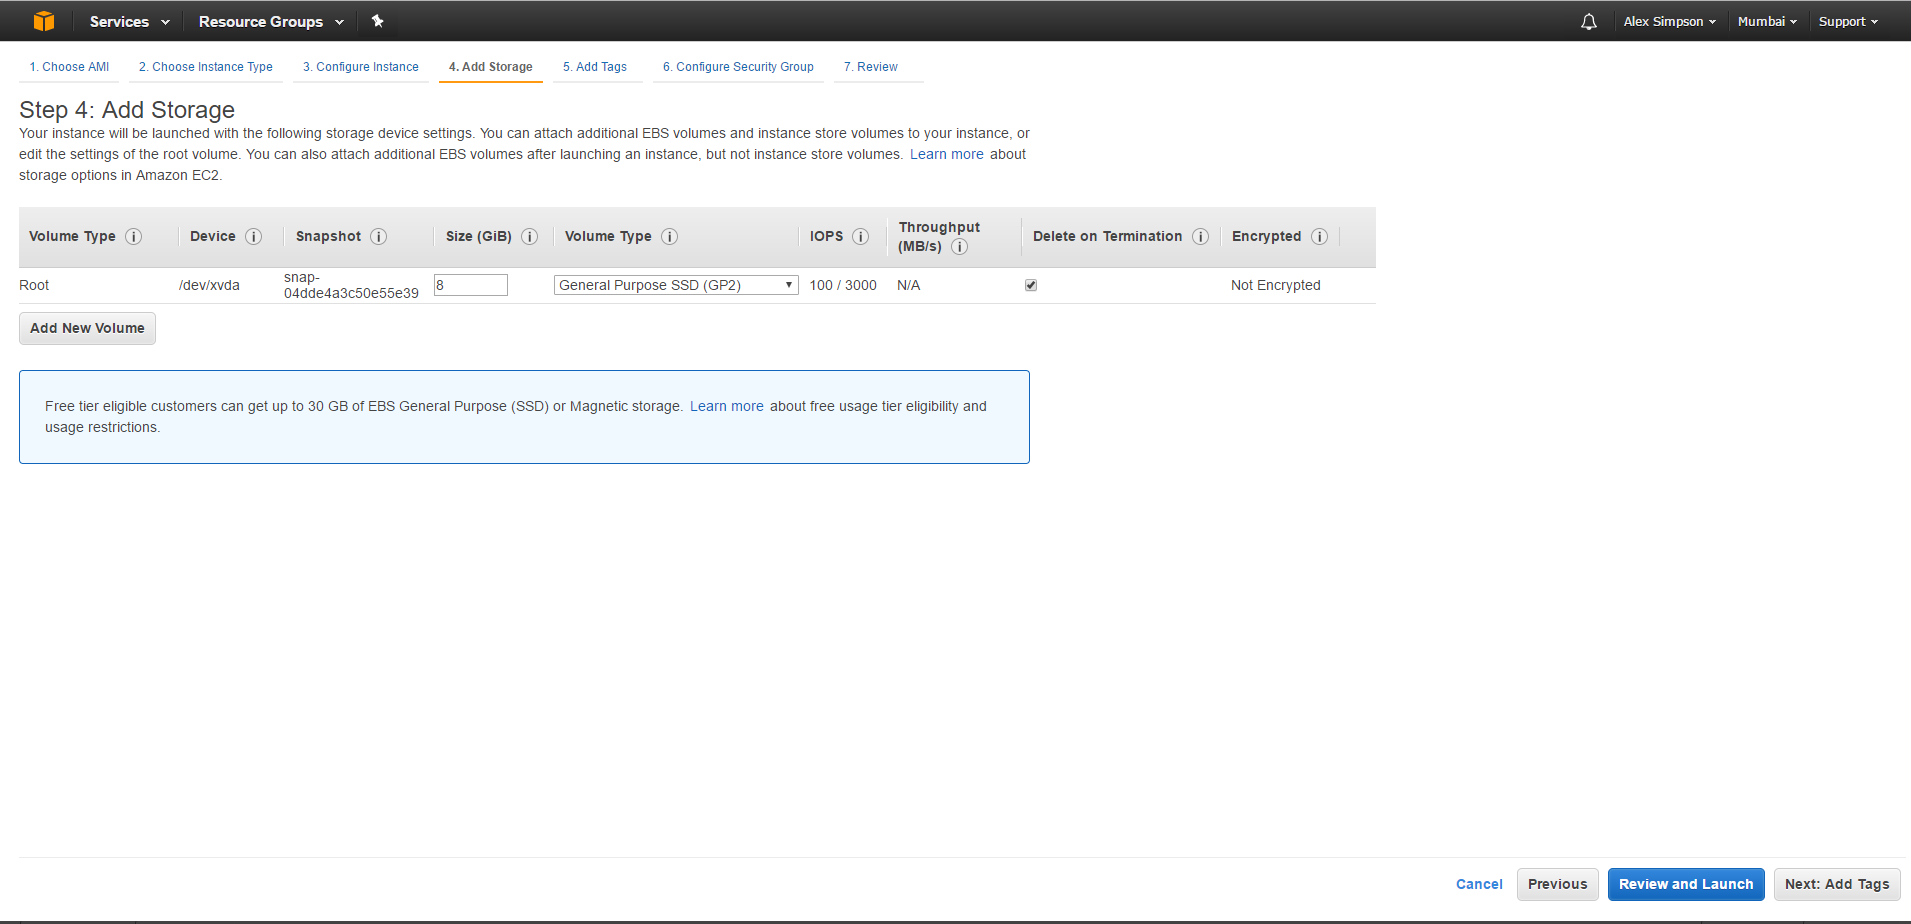 Services Resource Groups Alex Simpson Mumbai Support
1. Choose AMI 2. Choose Instance Type 3. Configure Instance 4. Add Storage 5. Add Tags 6. Configure Security Group 7. Review
Step 4: Add Storage
Your instance will be launched with the following storage device settings. You can attach additional EBS volumes and instance store volumes to your instance, or
edit the settings of the root volume. You can also attach additional EBS volumes after launching an instance, but not instance store volumes. Learn more about
storage options in Amazon EC2.
Volume Type i Device i Snapshot i Size (GiB) i Volume Type i IOPS i Throughput (MB/s) i Delete on Termination i Encrypted i
Root /dev/xvda snap-04dde4a3c50e55e39 8 General Purpose SSD (GP2) 100 / 3000 N/A Not Encrypted
Add New Volume
Free tier eligible customers can get up to 30 GB of EBS General Purpose (SSD) or Magnetic storage. Learn more about free usage tier eligibility and
usage restrictions.
Cancel Previous Review and Launch Next: Add Tags